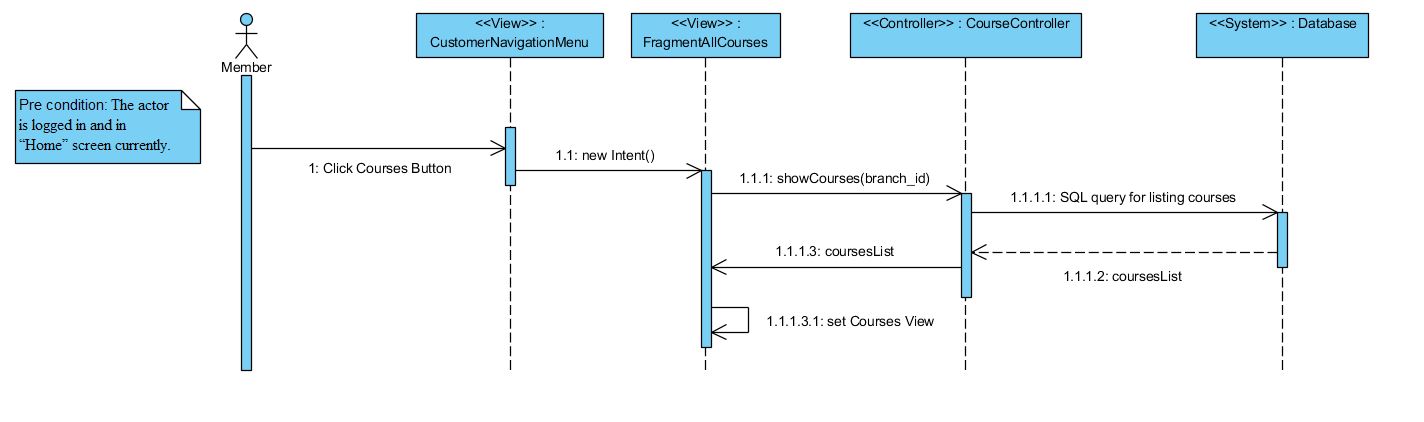 <<View>> :
CustomerNavigationMenu
<<View>> :
FragmentAllCourses
<<Controller>> : CourseController
<<System>> : Database
Member
Pre condition: The actor
is logged in and in
“Home” screen currently.
1: Click Courses Button
1.1: new Intent()
1.1.1: showCourses(branch_id)
1.1.1.1: SQL query for listing courses
1.1.1.3: coursesList
1.1.1.2: coursesList
1.1.1.3.1: set Courses View